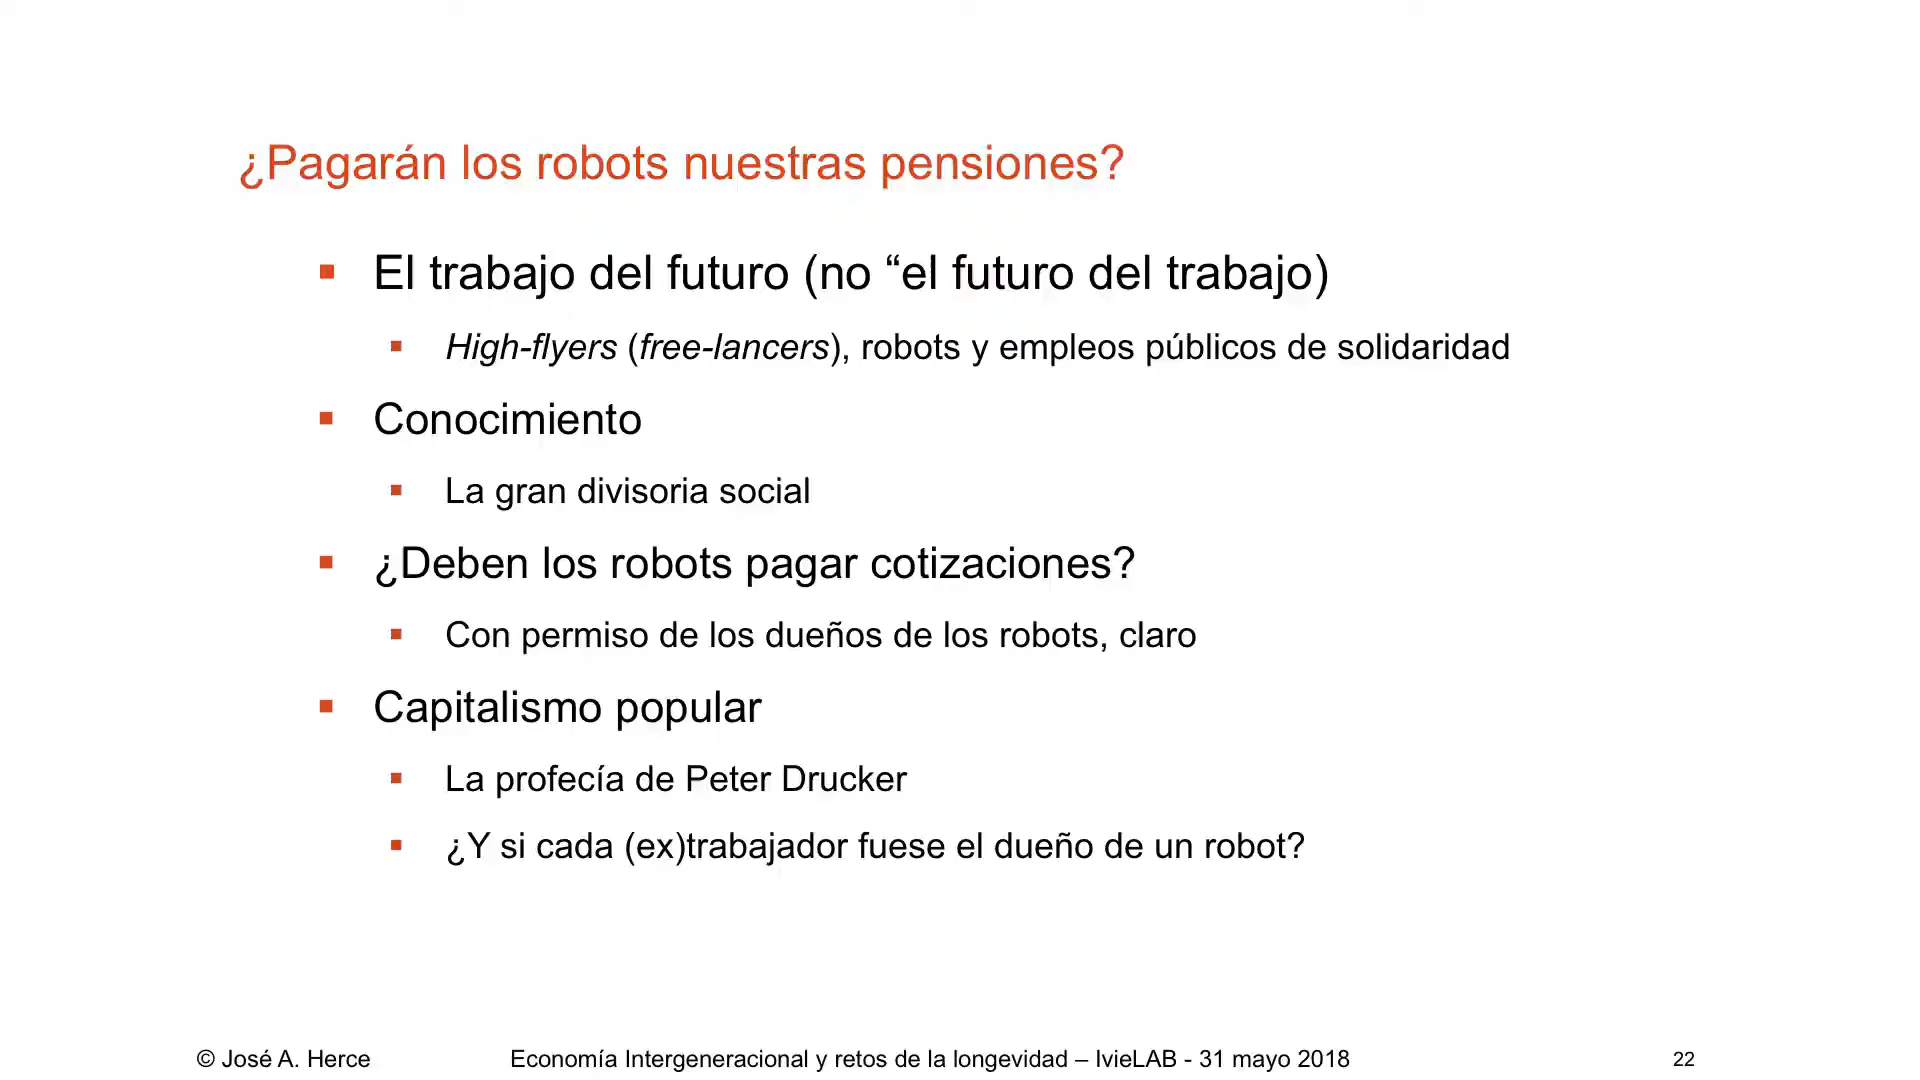 ¿Pagarán los robots nuestras pensiones?
El trabajo del futuro (no “el futuro del trabajo)
High-flyers (free-lancers), robots y empleos públicos de solidaridad
Conocimiento
La gran divisoria social
¿Deben los robots pagar cotizaciones?
Con permiso de los dueños de los robots, claro
Capitalismo popular
La profecía de Peter Drucker
¿Y si cada (ex)trabajador fuese el dueño de un robot?
© José A. Herce Economía Intergeneracional y retos de la longevidad – IvieLAB - 31 mayo 2018 22